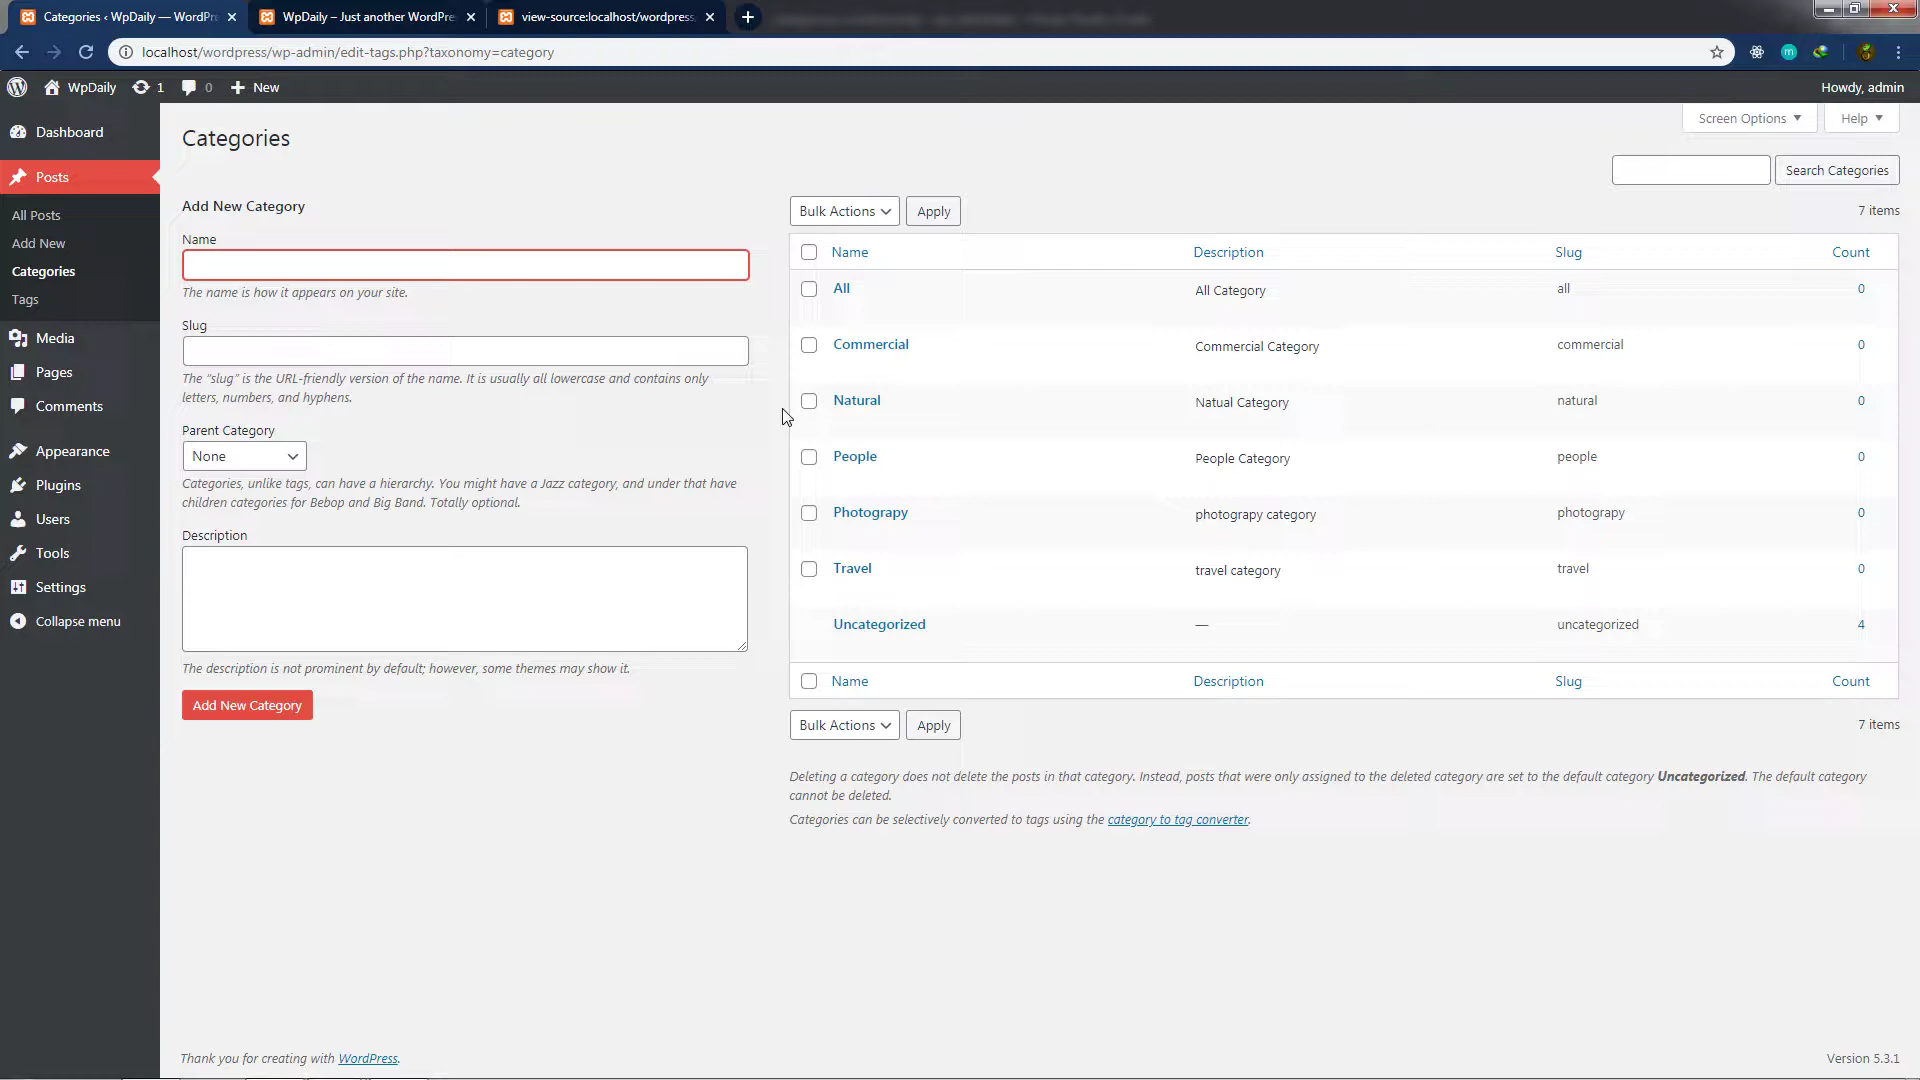 Categories ‹ WpDaily — WordPr
WpDaily – Just another WordPre
view-source:localhost/wordpress
localhost/wordpress/wp-admin/edit-tags.php?taxonomy=category
WpDaily
1
0
New
Howdy, admin
Dashboard
Posts
All Posts
Add New
Categories
Tags
Media
Pages
Comments
Appearance
Plugins
Users
Tools
Settings
Collapse menu
Categories
Screen Options
Help
Search Categories
Add New Category
Name
The name is how it appears on your site.
Slug
The “slug” is the URL-friendly version of the name. It is usually all lowercase and contains only
letters, numbers, and hyphens.
Parent Category
None
Categories, unlike tags, can have a hierarchy. You might have a Jazz category, and under that have
children categories for Bebop and Big Band. Totally optional.
Description
The description is not prominent by default; however, some themes may show it.
Add New Category
Bulk Actions Apply 7 items
Name Description Slug Count
All All Category all 0
Commercial Commercial Category commercial 0
Natural Natual Category natural 0
People People Category people 0
Photograpy photograpy category photograpy 0
Travel travel category travel 0
Uncategorized — uncategorized 4
Name Description Slug Count
Bulk Actions Apply 7 items
Deleting a category does not delete the posts in that category. Instead, posts that were only assigned to the deleted category are set to the default category Uncategorized. The default category
cannot be deleted.
Categories can be selectively converted to tags using the category to tag converter.
Thank you for creating with WordPress.
Version 5.3.1